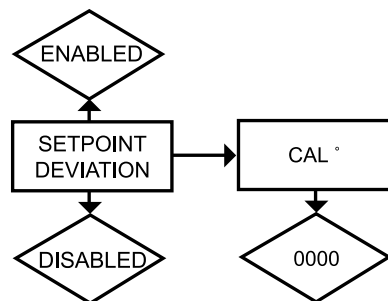 ENABLED
SETPOINT
DEVIATION
CAL °
DISABLED
0000